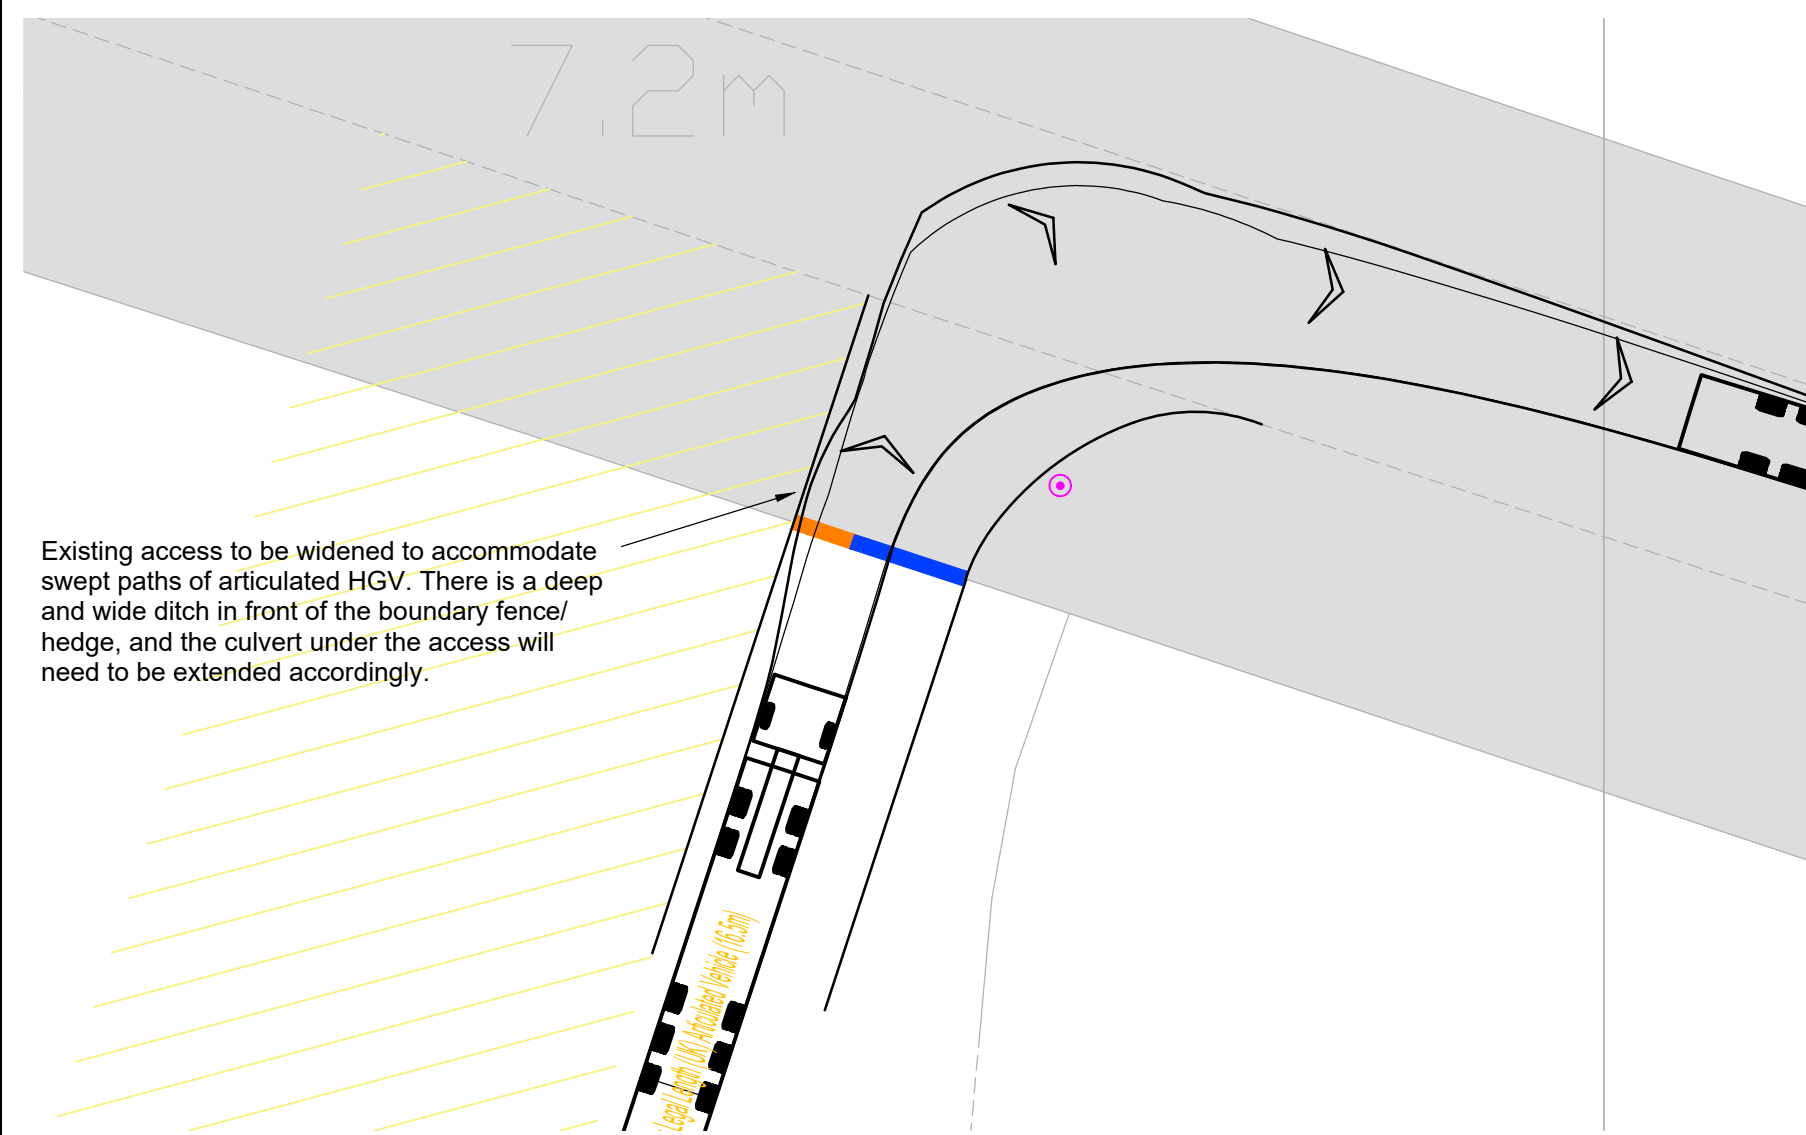 7.2m
Existing access to be widened to accommodate
swept paths of articulated HGV. There is a deep
and wide ditch in front of the boundary fence/
hedge, and the culvert under the access will
need to be extended accordingly.
Legal Length (UK) Articulated Vehicle (16.5m)